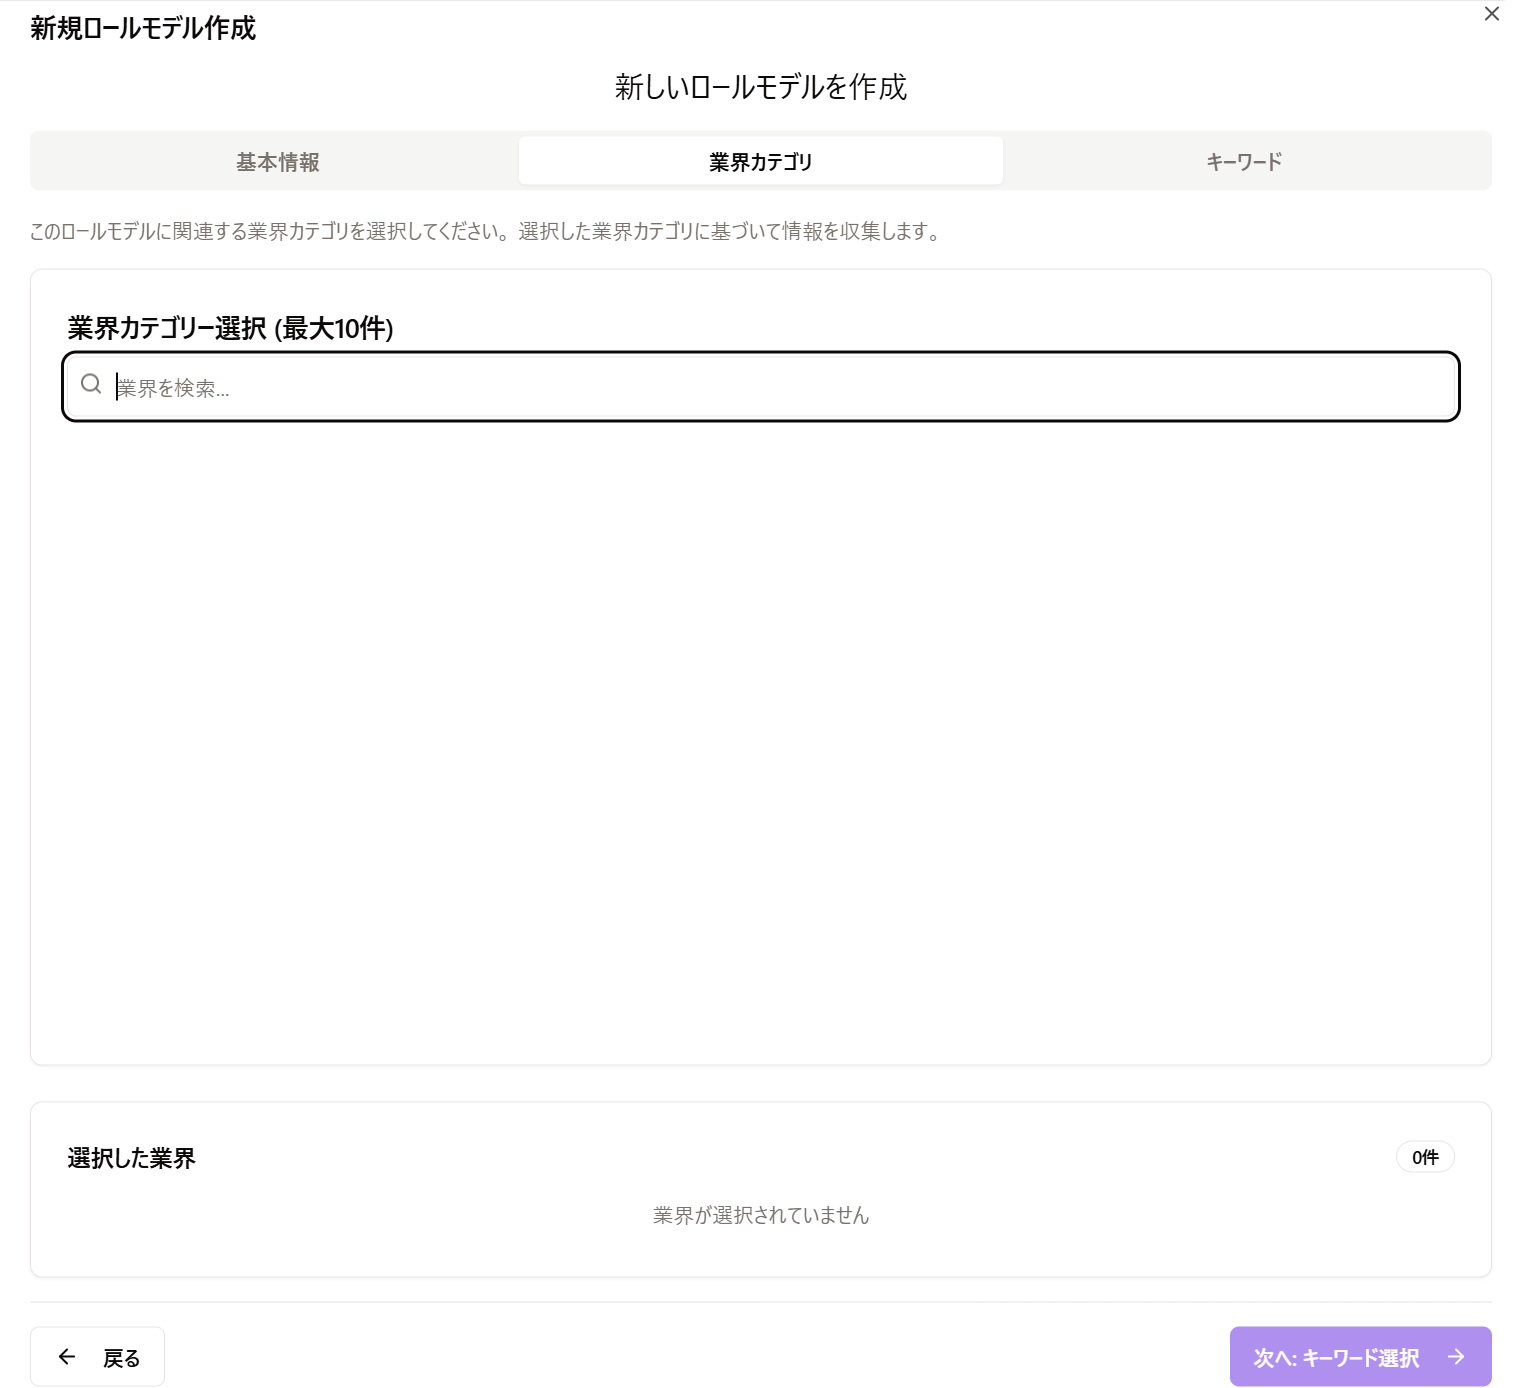 新規ロールモデル作成
新しいロールモデルを作成
基本情報
業界カテゴリ
キーワード
このロールモデルに関連する業界カテゴリを選択してください。選択した業界カテゴリに基づいて情報を収集します。
業界カテゴリー選択 (最大10件)
業界を検索...
選択した業界
0件
業界が選択されていません
戻る
次へ: キーワード選択